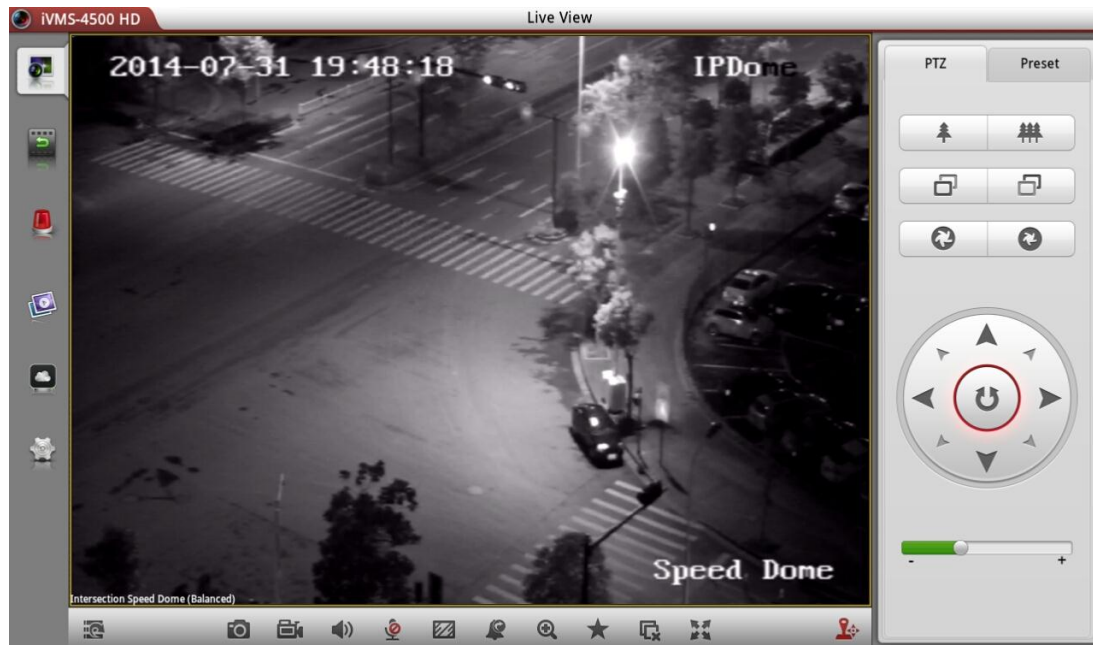 iVMS-4500 HD
Live View
2014-07-31 19:48:18
IPDome
PTZ
Preset
-
+
Speed Dome
Intersection Speed Dome (Balanced)